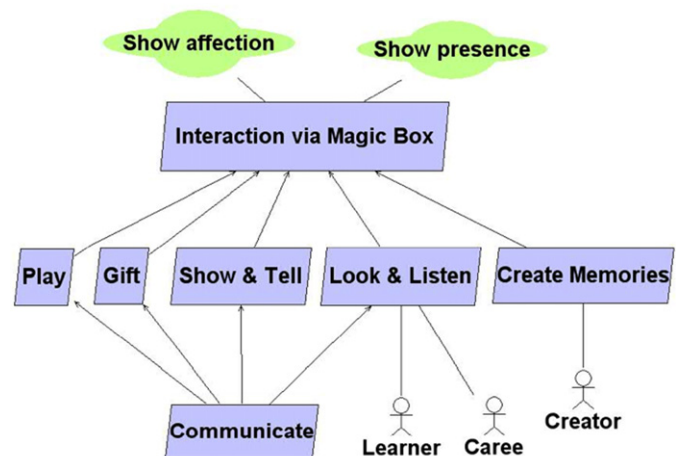 Show affection
Show presence
Interaction via Magic Box
Play
Gift
Show & Tell
Look & Listen
Create Memories
Communicate
Learner
Caree
Creator